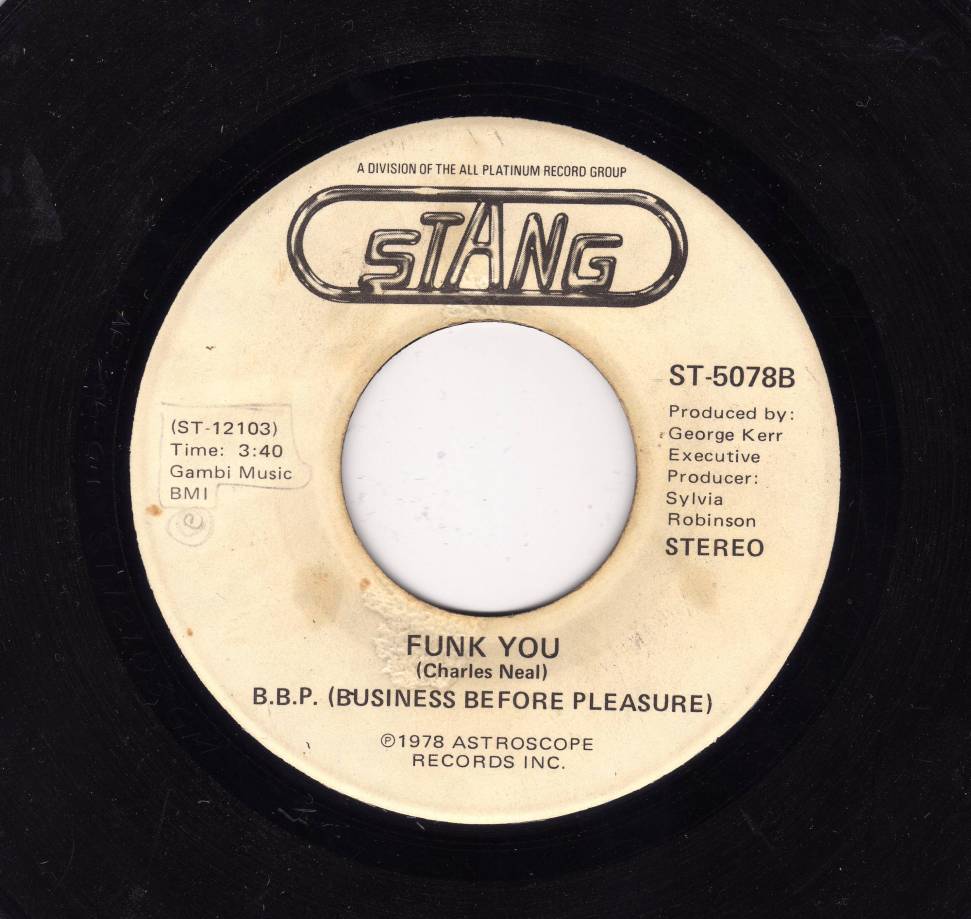 A DIVISION OF THE ALL PLATINUM RECORD GROUP
STANG
ST-5078B
(ST-12103)
Time: 3:40
Gambi Music
BMI
Produced by:
George Kerr
Executive
Producer:
Sylvia
Robinson
STEREO
FUNK YOU
(Charles Neal)
B.B.P. (BUSINESS BEFORE PLEASURE)
℗1978 ASTROSCOPE
RECORDS INC.